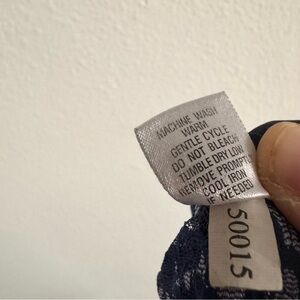 MACHINE WASH
WARM
GENTLE CYCLE
DO NOT BLEACH
TUMBLE DRY LOW
REMOVE PROMPTLY
COOL IRON
IF NEEDED
50015